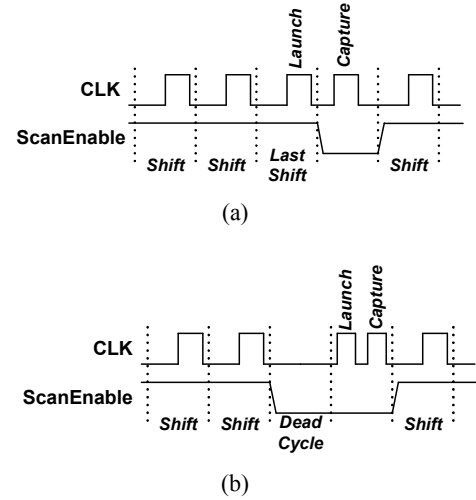 Launch
Capture
CLK
ScanEnable
Shift
Shift
Last
Shift
Shift
(a)
Launch
Capture
CLK
ScanEnable
Shift
Shift
Dead
Cycle
Shift
(b)